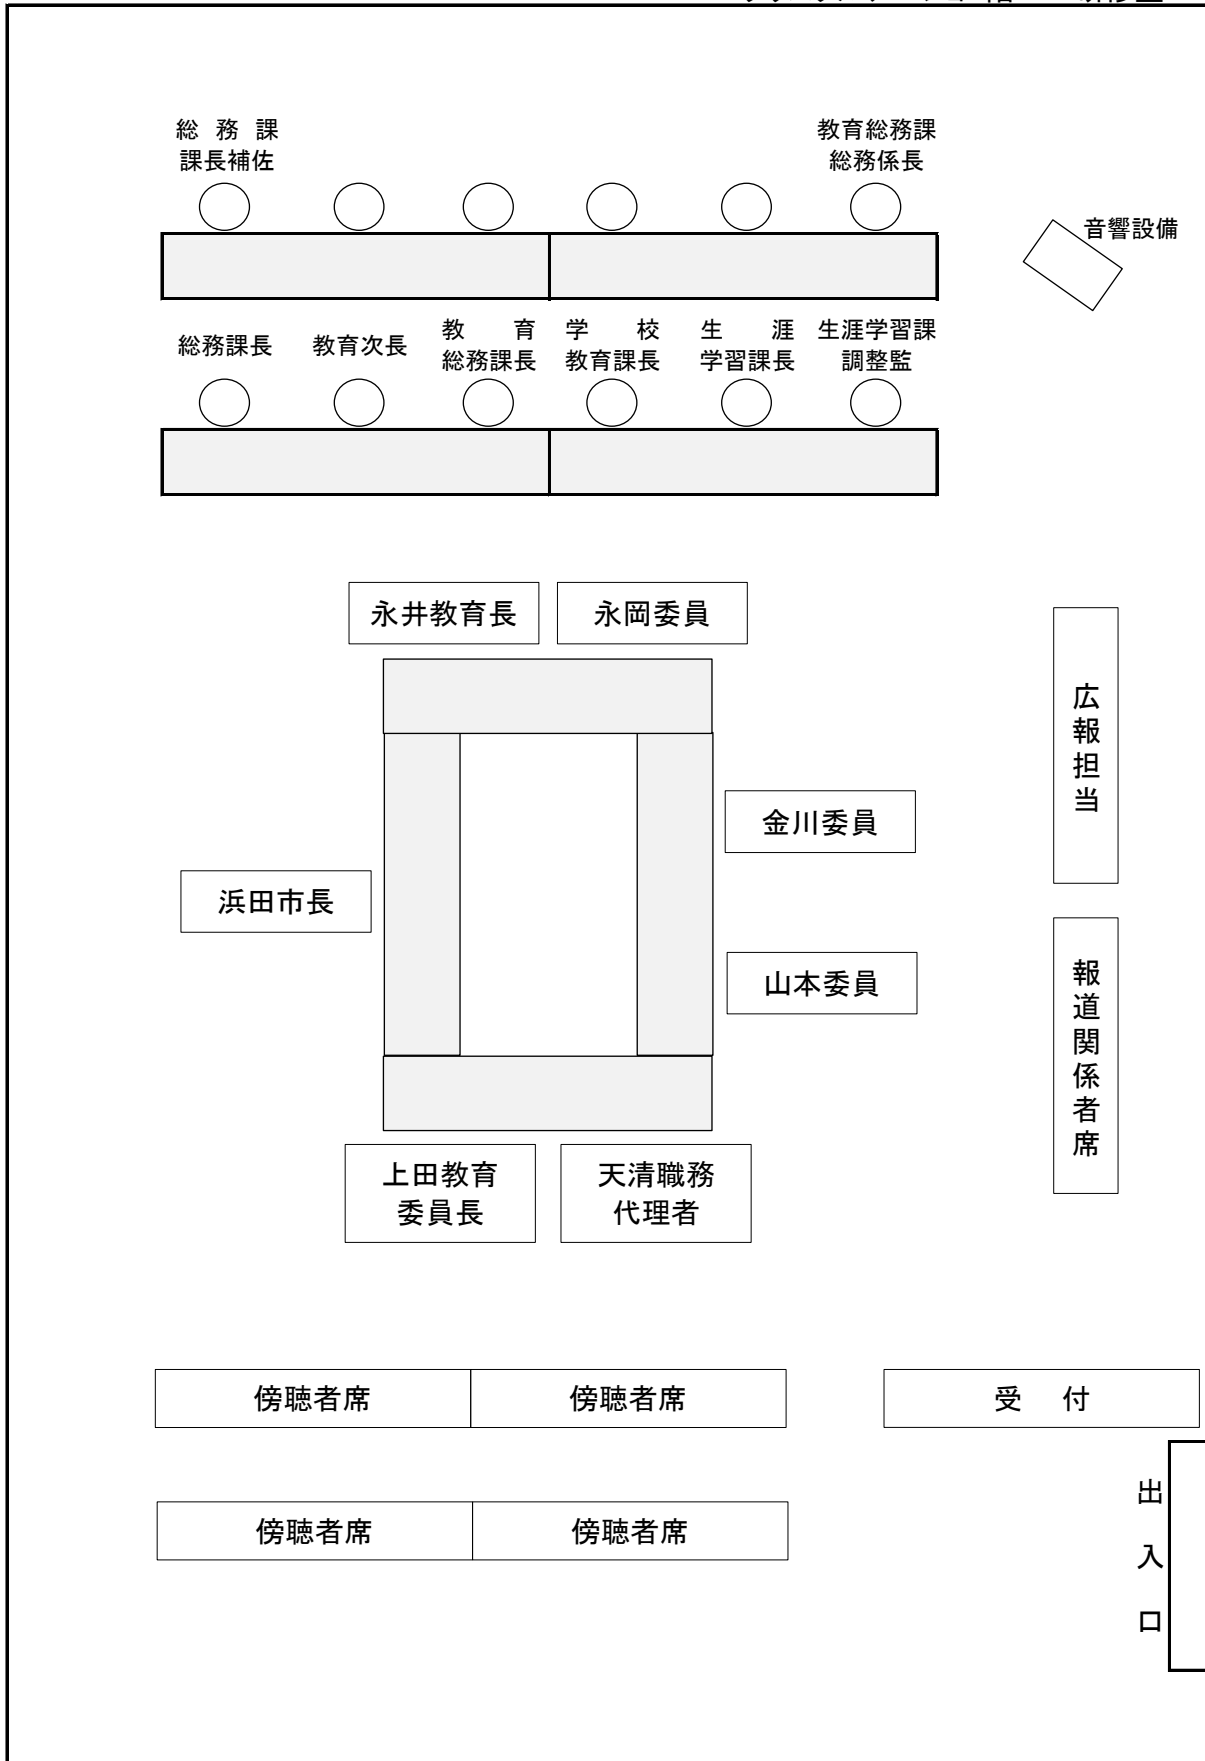 総 務 課
課長補佐
教育総務課
総務係長
音響設備
総務課長
教育次長
教 育
総務課長
学 校
教育課長
生 涯
学習課長
生涯学習課
調整監
永井教育長
永岡委員
広報担当
金川委員
浜田市長
山本委員
報道関係者席
上田教育
委員長
天清職務
代理者
傍聴者席
傍聴者席
受 付
出入口
傍聴者席
傍聴者席